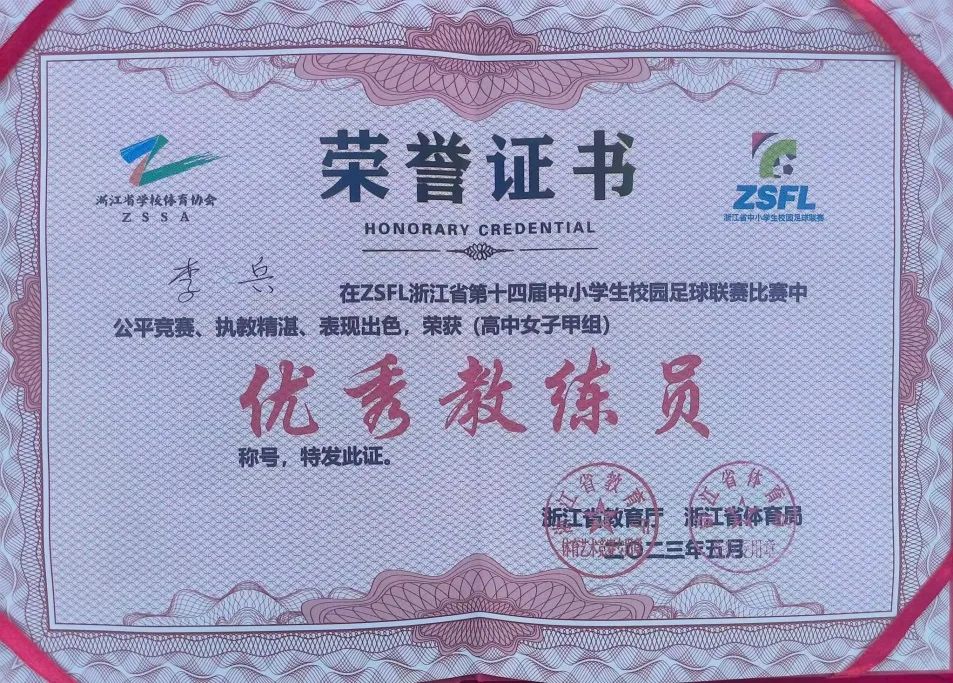 荣誉证书
浙江省学校体育协会
ZSSA
ZSFL
浙江省中小学生校园足球联赛
HONORARY CREDENTIAL
李兵
在ZSFL浙江省第十四届中小学生校园足球联赛比赛中
公平竞赛、执教精湛、表现出色，荣获（高中女子甲组）
优秀教练员
称号，特发此证。
浙江省教育厅 浙江省体育局
二〇二三年五月